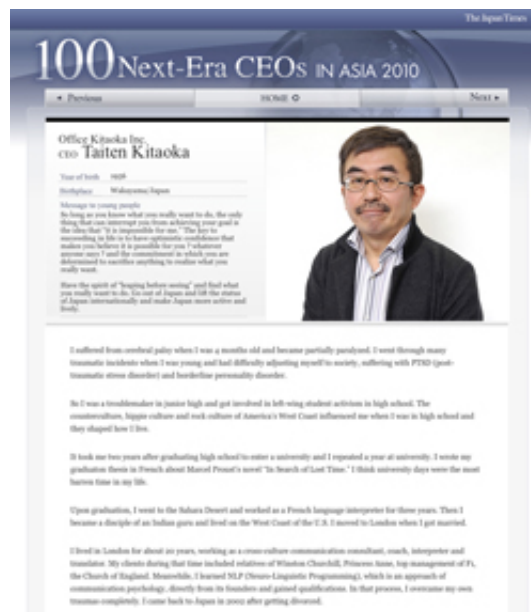 The Japan Times
100 Next-Era CEOs IN ASIA 2010
Previous
HOME
Next
Office Kitaoka Inc.
CEO Taiten Kitaoka
Year of birth 1956
Birthplace Wakayama/Japan
Message to young people
So long as you know what you really want to do, the only
thing that can interrupt you from achieving your goal is
the idea that "it is impossible for me." The key to
succeeding in life is to have optimistic confidence that
makes you believe it is possible for you ? whatever
anyone says ? and the commitment in which you are
determined to sacrifice anything to realize what you
really want.
Have the spirit of "leaping before seeing" and find what
you really want to do. Go out of Japan and lift the status
of Japan internationally and make Japan more active and
lively.
I suffered from cerebral palsy when I was 4 months old and became partially paralyzed. I went through many
traumatic incidents when I was young and had difficulty adjusting myself to society, suffering with PTSD (post-
traumatic stress disorder) and borderline personality disorder.
So I was a troublemaker in junior high and got involved in left-wing student activism in high school. The
counterculture, hippie culture and rock culture of America's West Coast influenced me when I was in high school and
they shaped how I live.
It took me two years after graduating high school to enter a university and I repeated a year at university. I wrote my
graduation thesis in French about Marcel Proust's novel "In Search of Lost Time." I think university days were the most
barren time in my life.
Upon graduation, I went to the Sahara Desert and worked as a French language interpreter for three years. Then I
became a disciple of an Indian guru and lived on the West Coast of the U.S. I moved to London when I got married.
I lived in London for about 20 years, working as a cross-culture communication consultant, coach, interpreter and
translator. My clients during that time included relatives of Winston Churchill, Princess Anne, top management of F1,
the Church of England. Meanwhile, I learned NLP (Neuro-Linguistic Programming), which is an approach of
communication psychology, directly from its founders and gained qualifications. In that process, I overcame my own
traumas completely. I came back to Japan in 2002 after getting divorced.